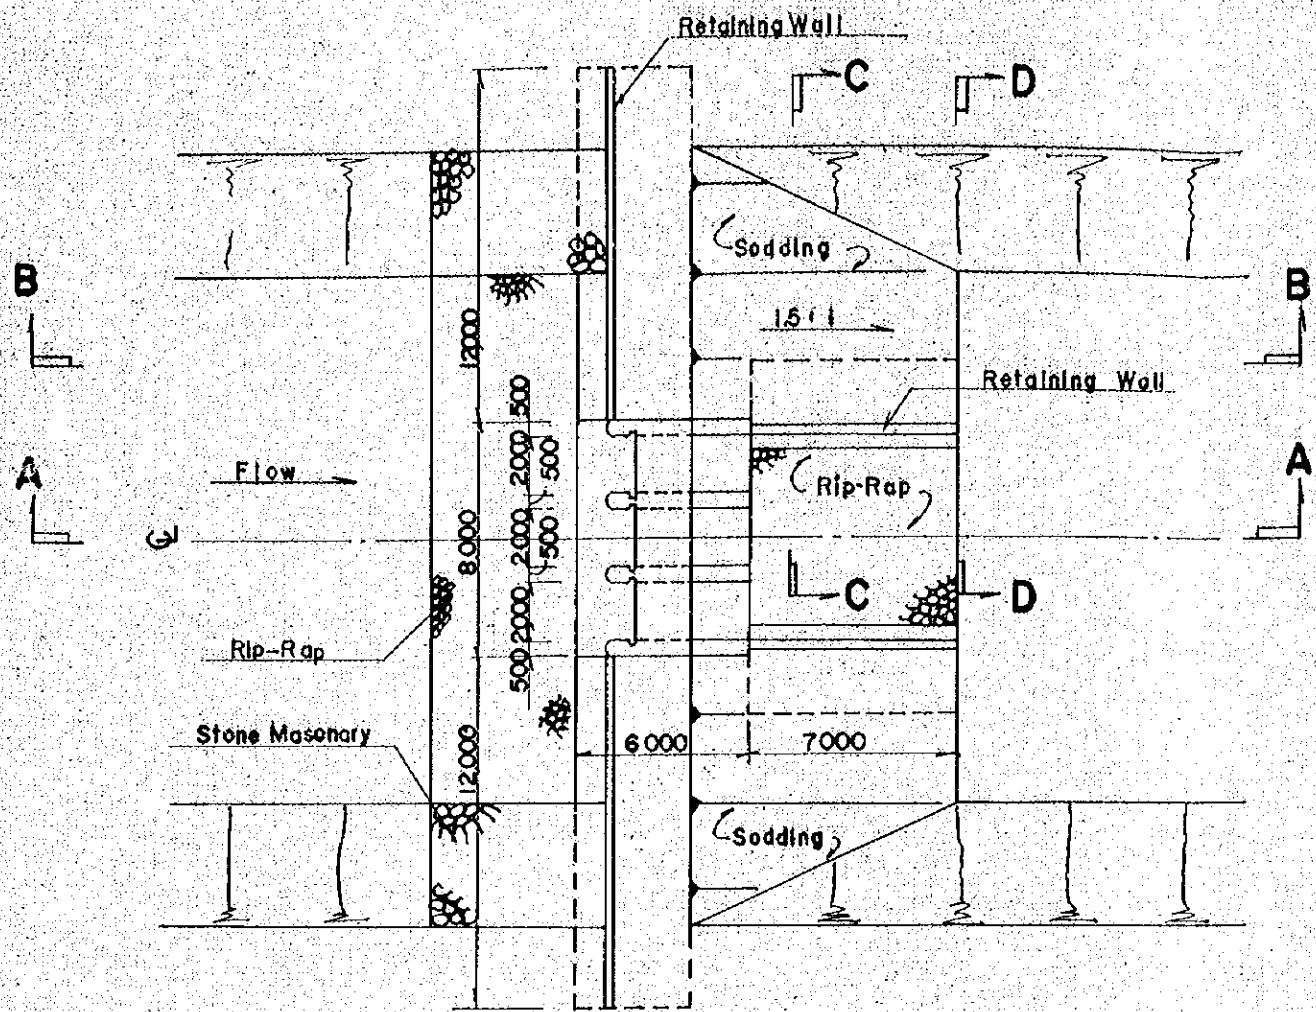 Retaining Wall
C
D
Sodding
B
B
1.5 : 1
12000
500
Retaining Wall
2000
500
A
A
Flow
Rip-Rap
8000
2000
500
C
D
2000
Rip-Rap
500
Stone Masonary
6000
7000
12000
Sodding